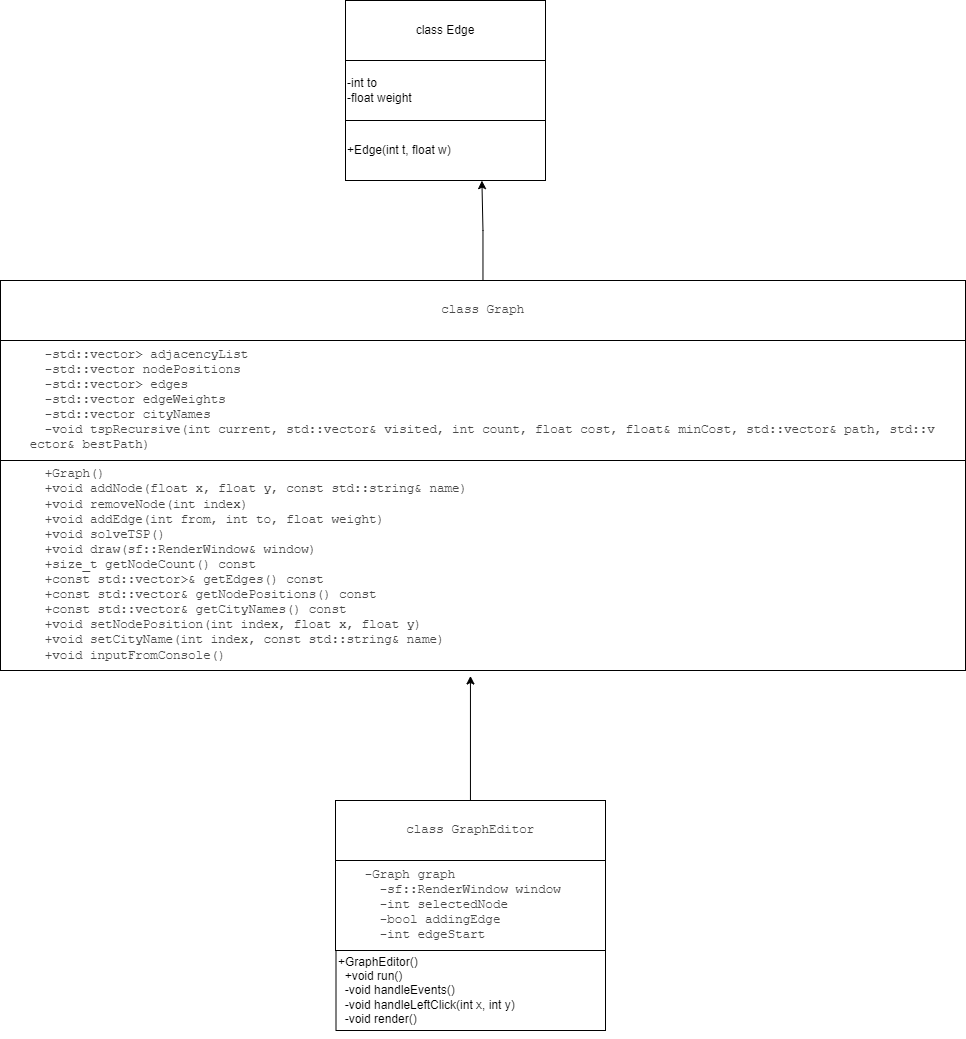 class Edge
-int to
-float weight
+Edge(int t, float w)
class Graph
-std::vector> adjacencyList
-std::vector nodePositions
-std::vector> edges
-std::vector edgeWeights
-std::vector cityNames
-void tspRecursive(int current, std::vector& visited, int count, float cost, float& minCost, std::vector& path, std::v
ector& bestPath)
+Graph()
+void addNode(float x, float y, const std::string& name)
+void removeNode(int index)
+void addEdge(int from, int to, float weight)
+void solveTSP()
+void draw(sf::RenderWindow& window)
+size_t getNodeCount() const
+const std::vector>& getEdges() const
+const std::vector& getNodePositions() const
+const std::vector& getCityNames() const
+void setNodePosition(int index, float x, float y)
+void setCityName(int index, const std::string& name)
+void inputFromConsole()
class GraphEditor
-Graph graph
-sf::RenderWindow window
-int selectedNode
-bool addingEdge
-int edgeStart
+GraphEditor()
+void run()
-void handleEvents()
-void handleLeftClick(int x, int y)
-void render()